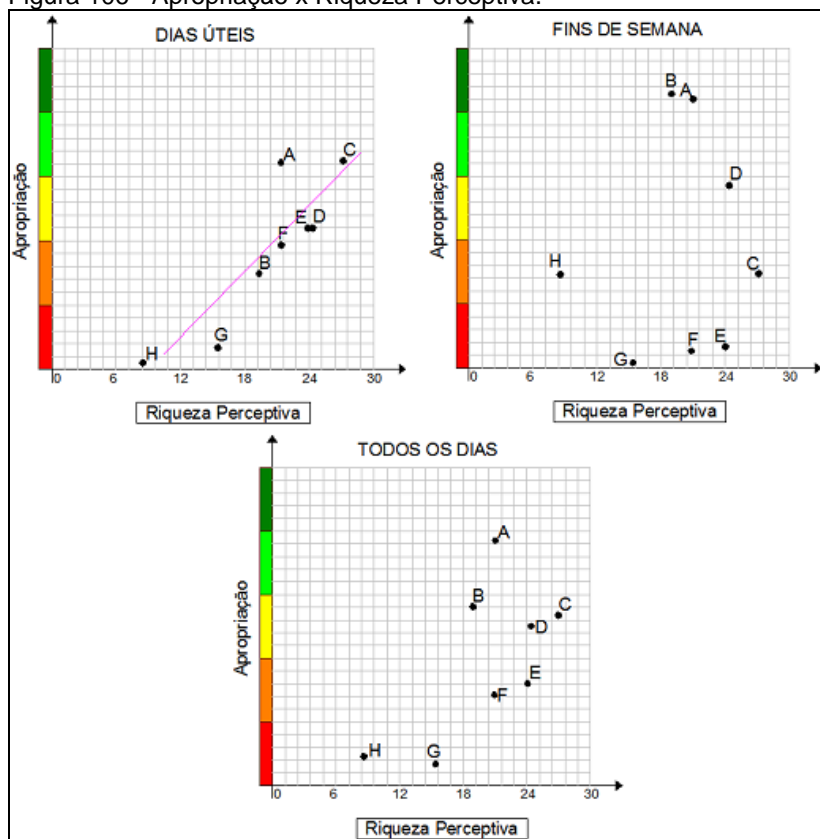 Figura 106 - Apropriação x Riqueza Perceptiva.
DIAS ÚTEIS
Apropriação
A
C
E D
F
B
G
H
0 6 12 18 24 30
Riqueza Perceptiva
FINS DE SEMANA
Apropriação
B
A
D
H
C
F E
G
0 6 12 18 24 30
Riqueza Perceptiva
TODOS OS DIAS
Apropriação
A
B
C
D
E
F
H
G
0 6 12 18 24 30
Riqueza Perceptiva